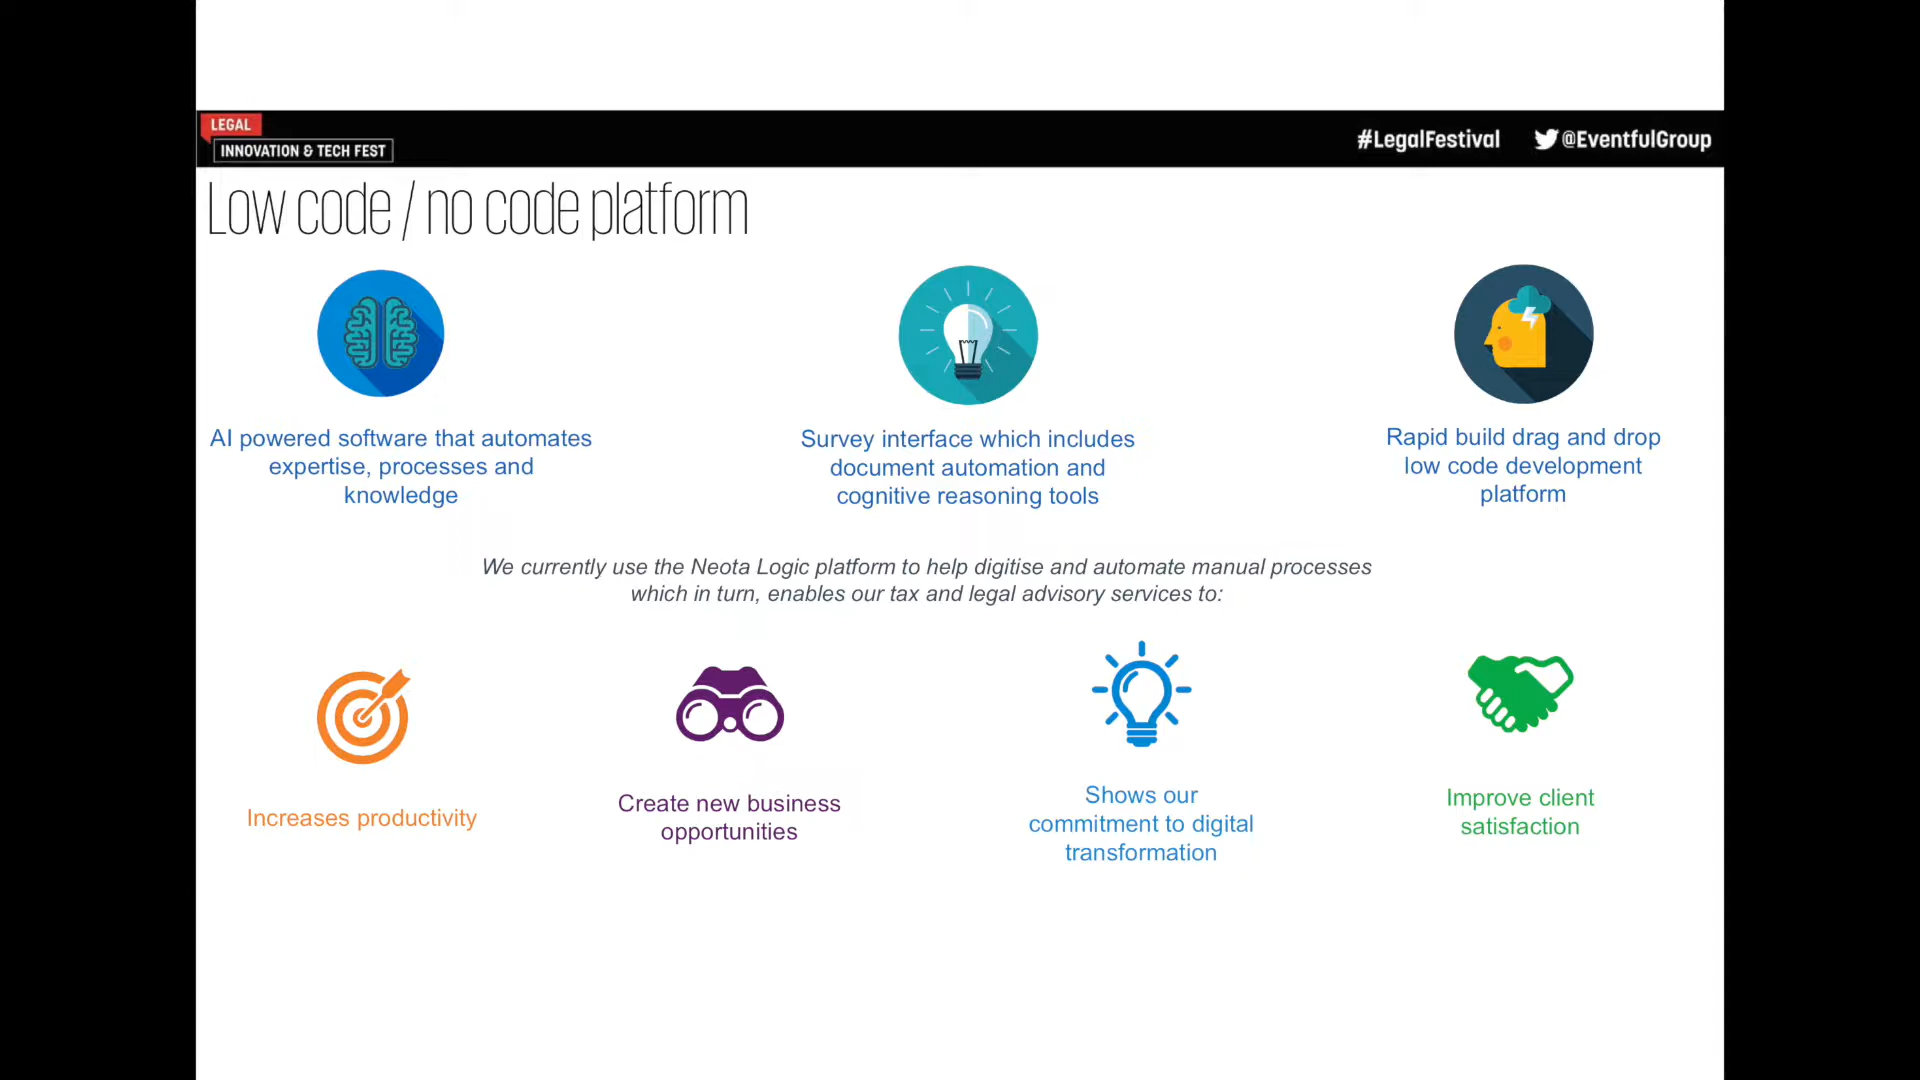 LEGAL
INNOVATION & TECH FEST
#LegalFestival
@EventfulGroup
Low code / no code platform
AI powered software that automates
expertise, processes and
knowledge
Survey interface which includes
document automation and
cognitive reasoning tools
Rapid build drag and drop
low code development
platform
We currently use the Neota Logic platform to help digitise and automate manual processes
which in turn, enables our tax and legal advisory services to:
Increases productivity
Create new business
opportunities
Shows our
commitment to digital
transformation
Improve client
satisfaction